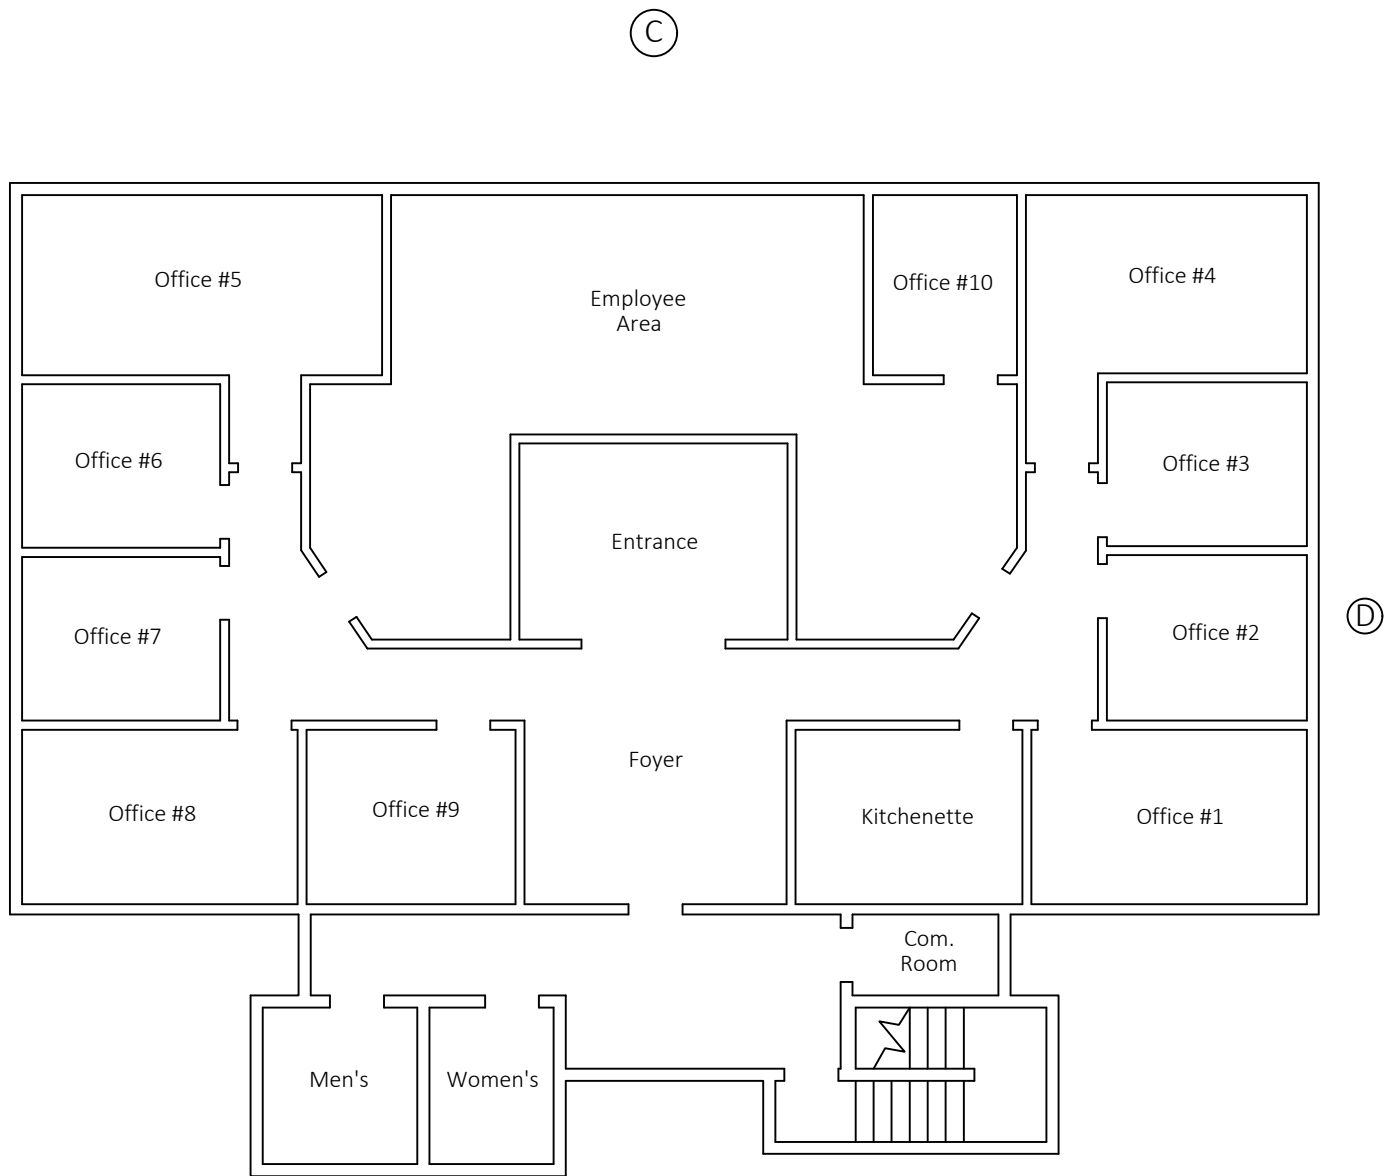 C
Office #5
Employee
Area
Office #10
Office #4
Office #6
Office #3
Entrance
Office #7
Office #2
D
Foyer
Office #8
Office #9
Kitchenette
Office #1
Com.
Room
Men's
Women's